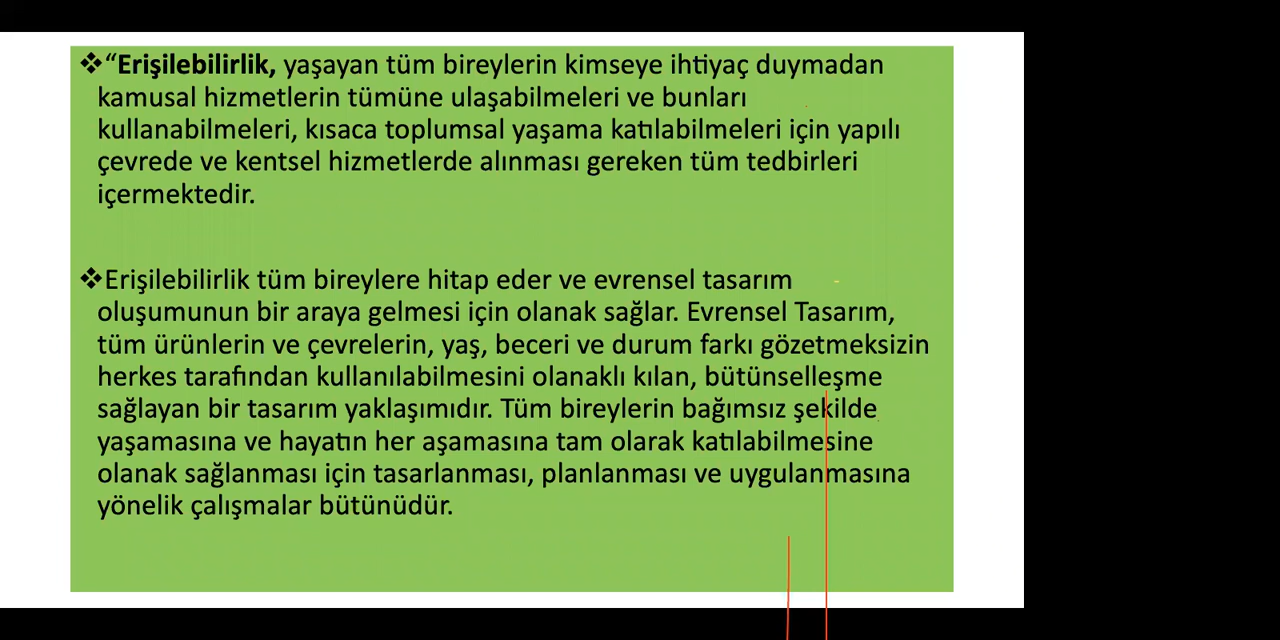 ❖“Erişilebilirlik, yaşayan tüm bireylerin kimseye ihtiyaç duymadan
kamusal hizmetlerin tümüne ulaşabilmeleri ve bunları
kullanabilmeleri, kısaca toplumsal yaşama katılabilmeleri için yapılı
çevrede ve kentsel hizmetlerde alınması gereken tüm tedbirleri
içermektedir.
❖Erişilebilirlik tüm bireylere hitap eder ve evrensel tasarım
oluşumunun bir araya gelmesi için olanak sağlar. Evrensel Tasarım,
tüm ürünlerin ve çevrelerin, yaş, beceri ve durum farkı gözetmeksizin
herkes tarafından kullanılabilmesini olanaklı kılan, bütünselleşme
sağlayan bir tasarım yaklaşımıdır. Tüm bireylerin bağımsız şekilde
yaşamasına ve hayatın her aşamasına tam olarak katılabilmesine
olanak sağlanması için tasarlanması, planlanması ve uygulanmasına
yönelik çalışmalar bütünüdür.